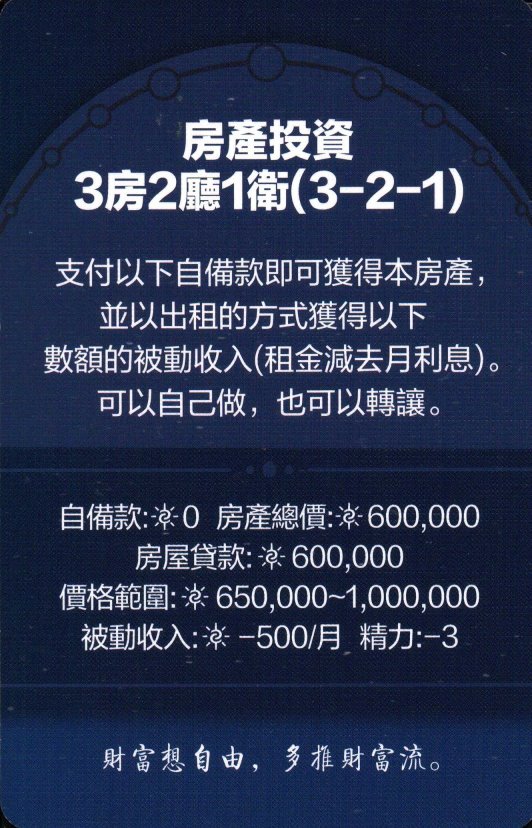 房產投資
3房2廳1衛(3-2-1)
支付以下自備款即可獲得本房產，
並以出租的方式獲得以下
數額的被動收入(租金減去月利息)。
可以自己做，也可以轉讓。
自備款:0 房產總價:600,000
房屋貸款:600,000
價格範圍:650,000~1,000,000
被動收入:-500/月 精力:-3
財富想自由，多推財富流。